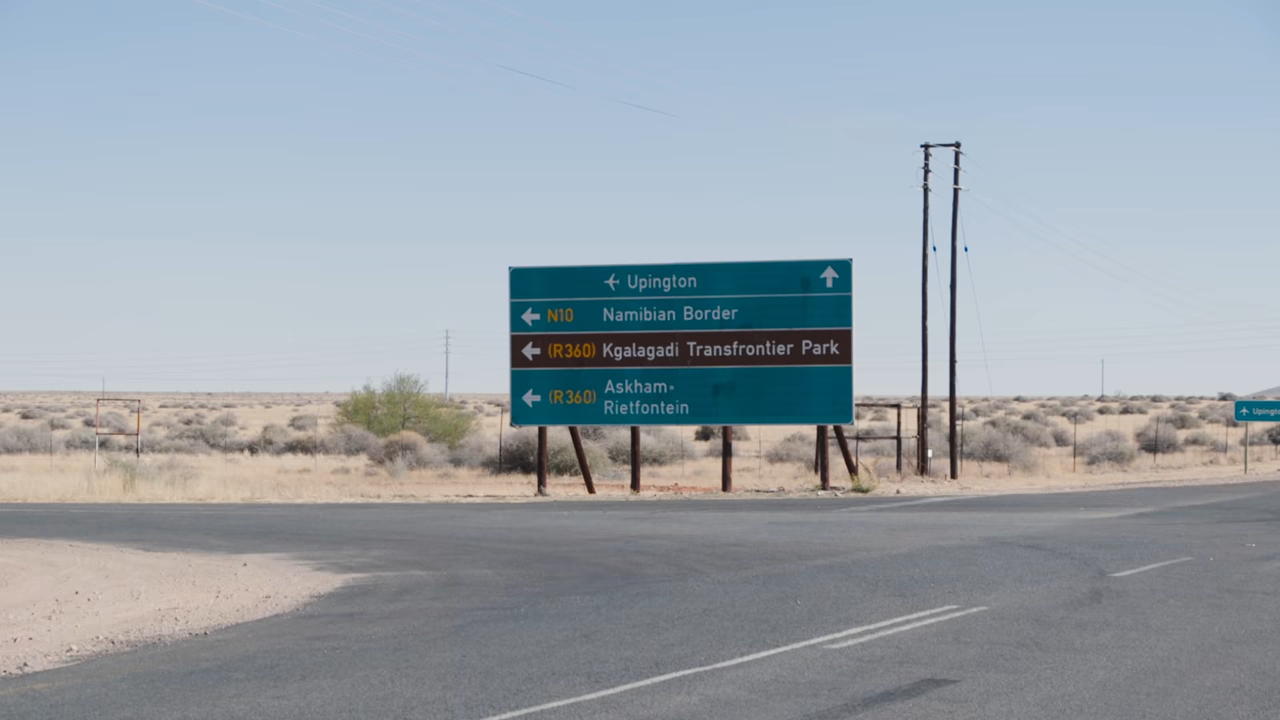 Upington
N10 Namibian Border
(R360) Kgalagadi Transfrontier Park
(R360) Askham-
Rietfontein